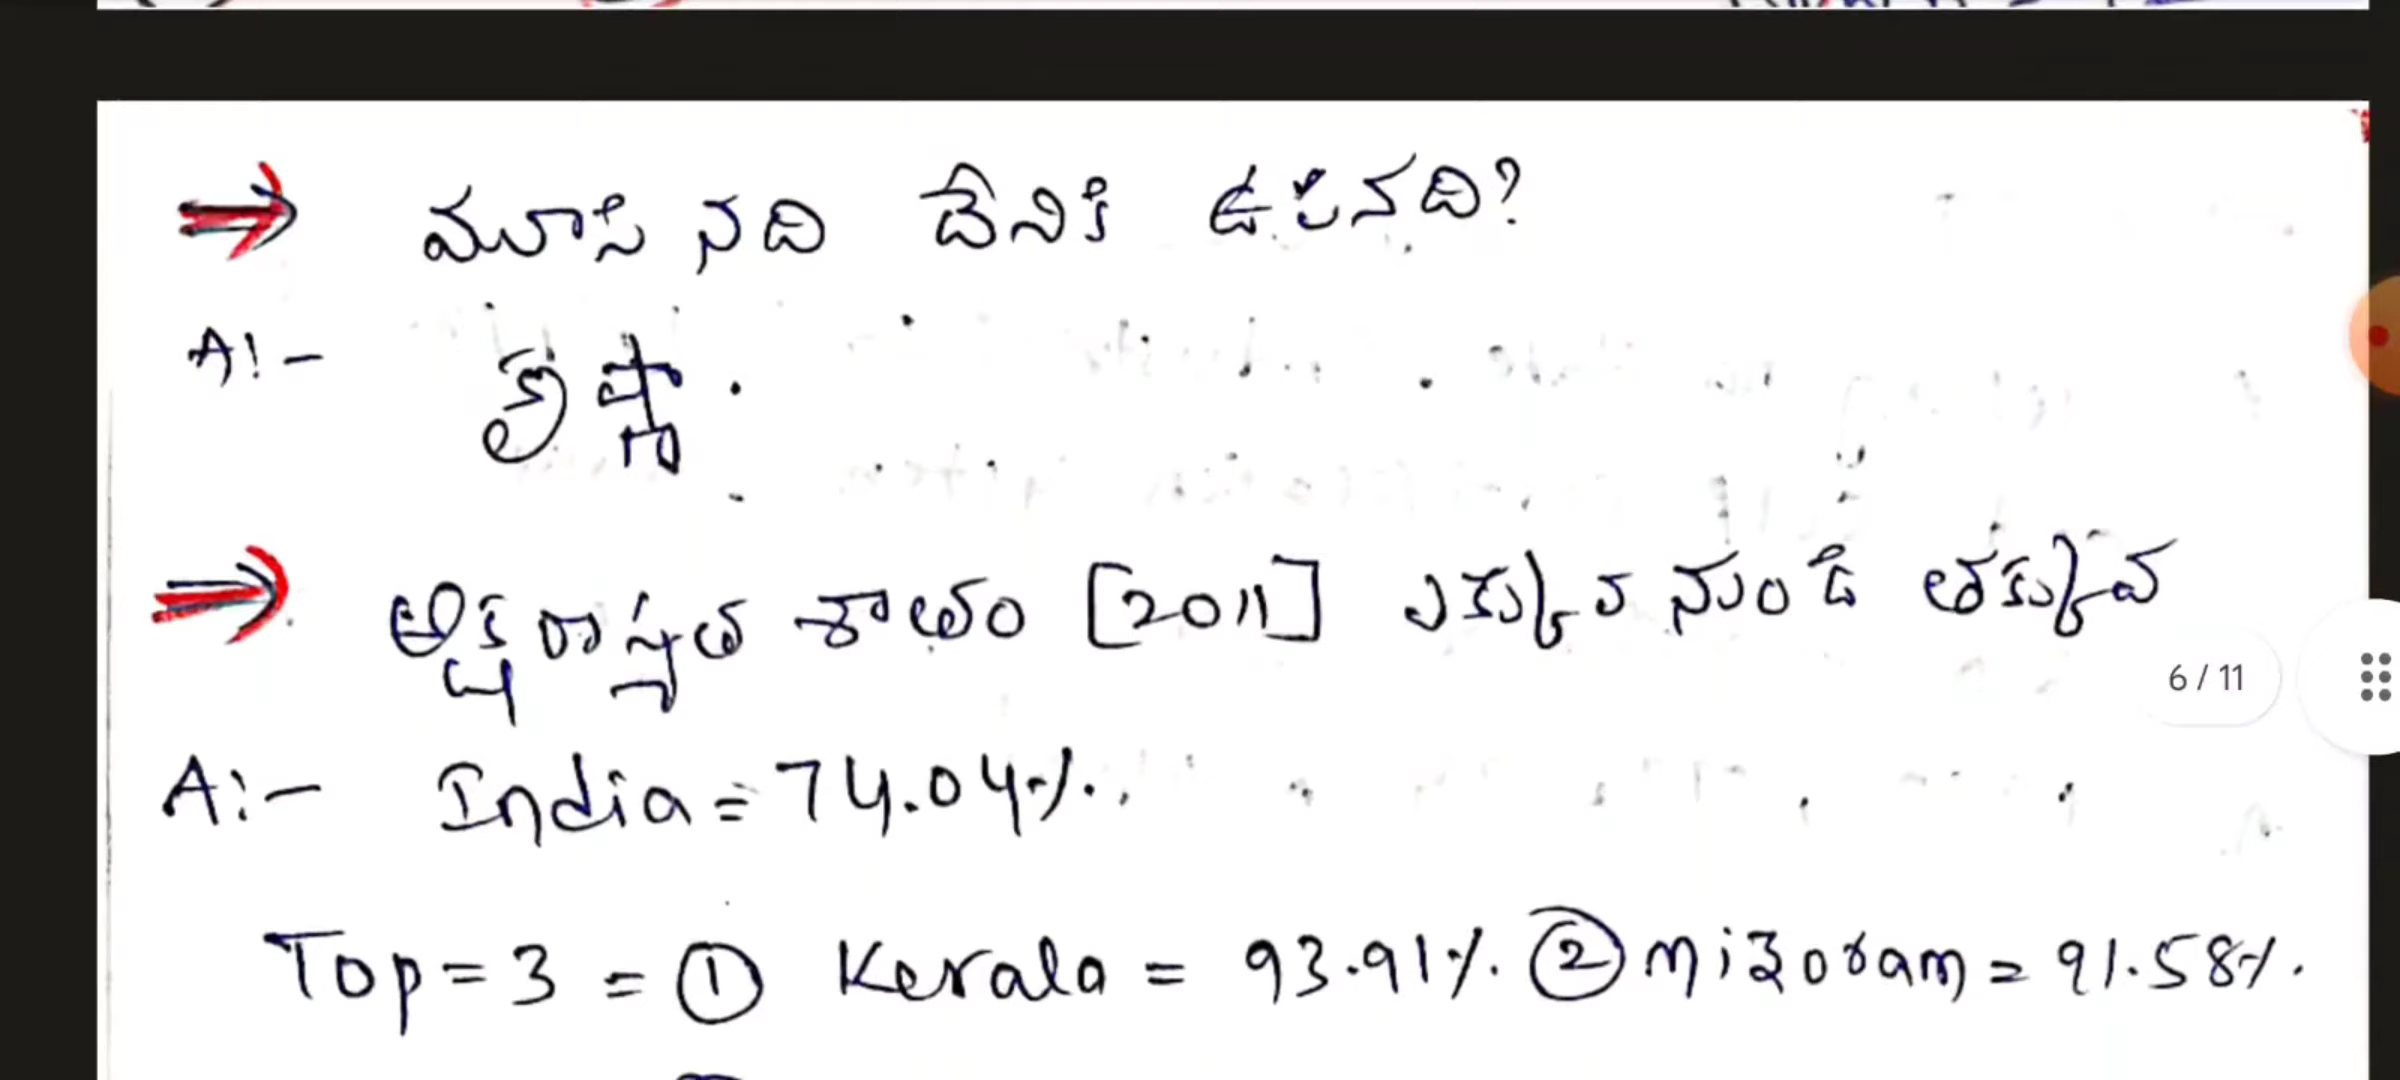 ⇒ మూసి నది దేనికి ఉపనది?
A:- క్రిష్ణా.
⇒ అక్షరాస్యత శాతం [2011] ఎక్కువ నుండి తక్కువ
6 / 11
A:- India = 74.04%.
Top = 3 = ① Kerala = 93.91%. ② Mizoram = 91.58%.